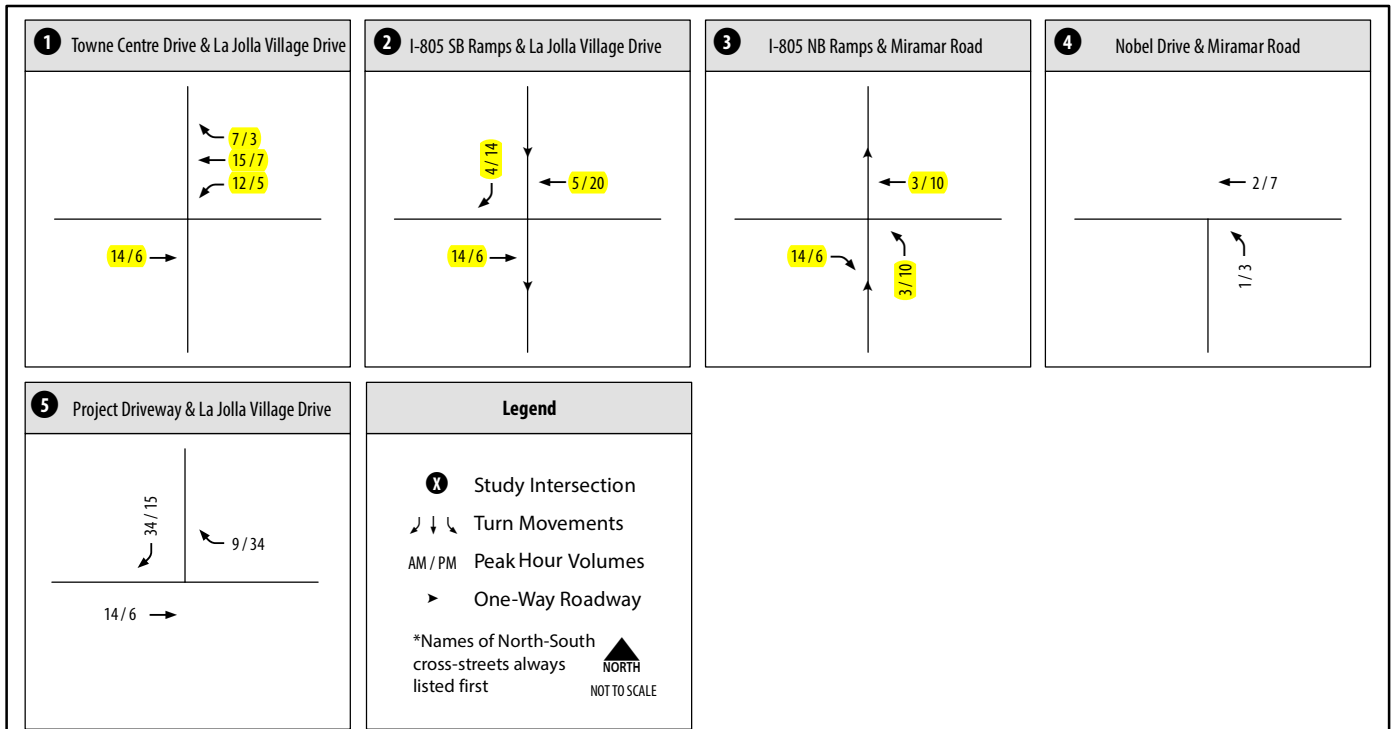 1 Towne Centre Drive & La Jolla Village Drive
7 / 3
15 / 7
12 / 5
14 / 6
2 I-805 SB Ramps & La Jolla Village Drive
4 / 14
5 / 20
14 / 6
3 I-805 NB Ramps & Miramar Road
3 / 10
14 / 6
3 / 10
4 Nobel Drive & Miramar Road
2 / 7
1 / 3
5 Project Driveway & La Jolla Village Drive
34 / 15
9 / 34
14 / 6
Legend
X Study Intersection
Turn Movements
AM / PM Peak Hour Volumes
One-Way Roadway
*Names of North-South
cross-streets always
listed first
NORTH
NOT TO SCALE